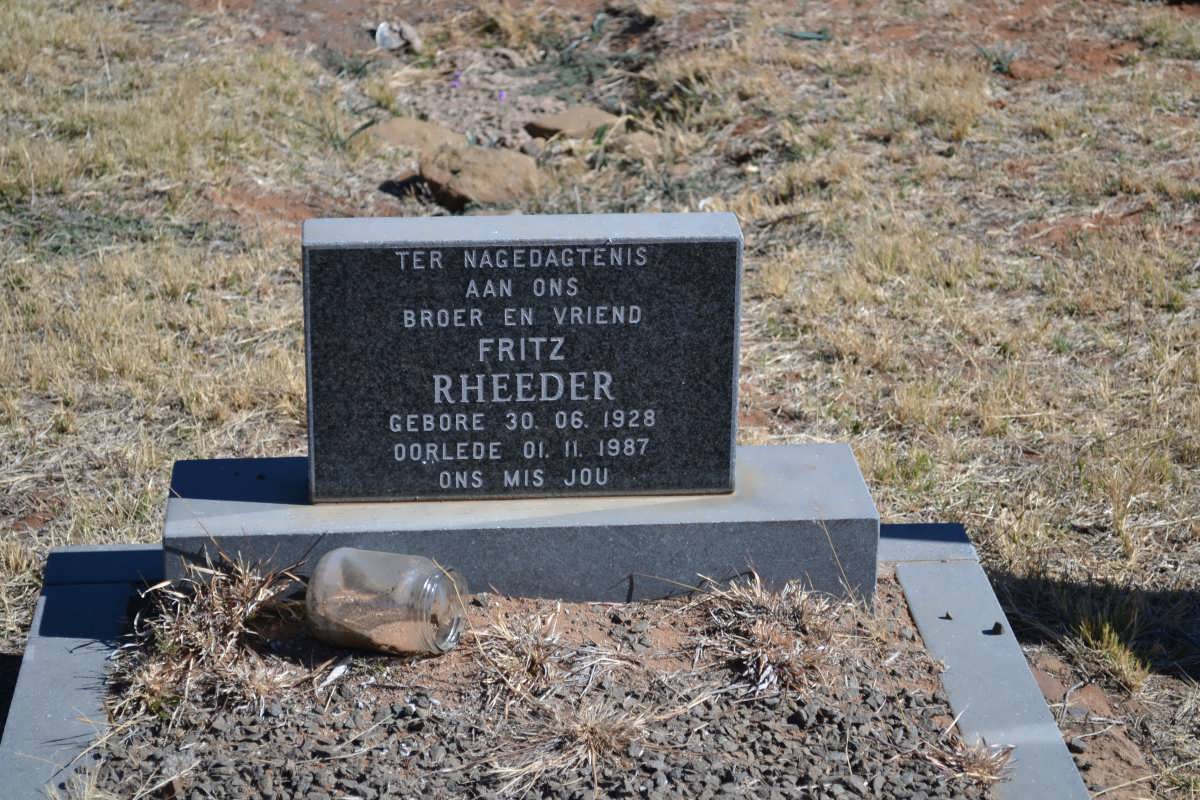 TER NAGEDAGTENIS
AAN ONS
BROER EN VRIEND
FRITZ
RHEEDER
GEBORE 30. 06. 1928
OORLEDE 01. 11. 1987
ONS MIS JOU